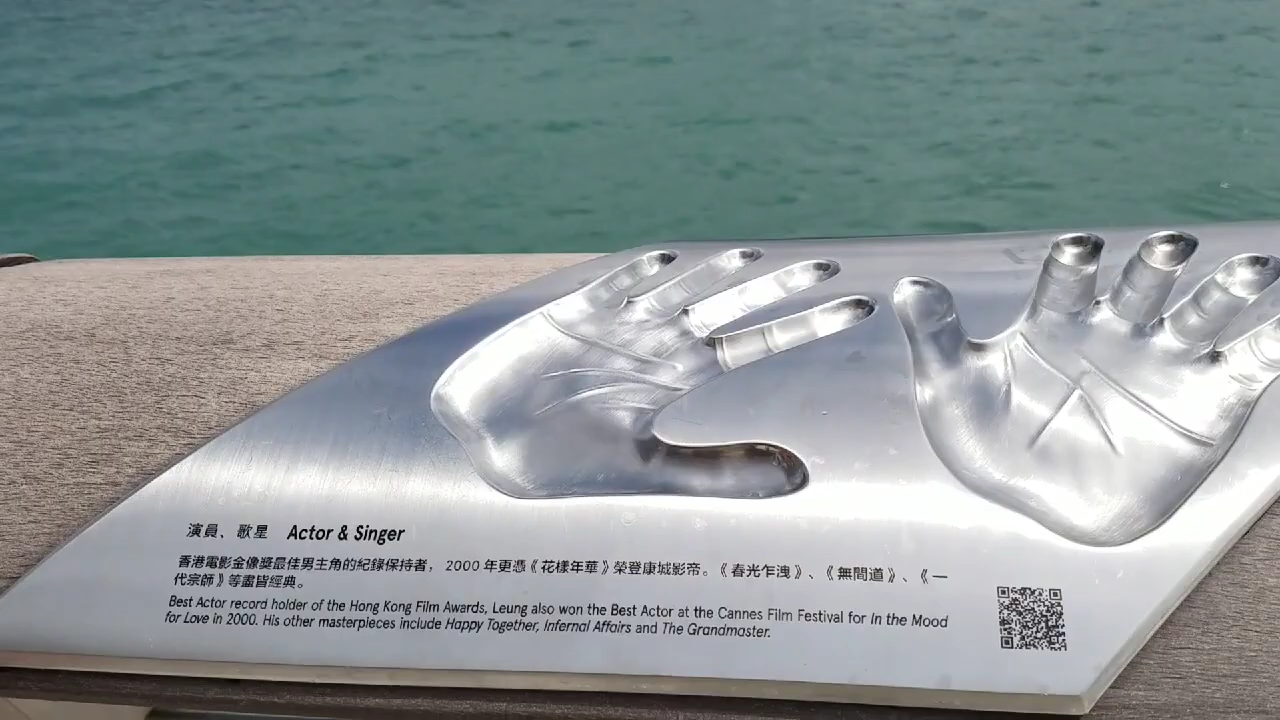 演員、歌星 Actor & Singer
香港電影金像獎最佳男主角的紀錄保持者，2000 年更憑《花樣年華》榮登康城影帝。《春光乍洩》、《無間道》、《一
代宗師》等盡皆經典。
Best Actor record holder of the Hong Kong Film Awards, Leung also won the Best Actor at the Cannes Film Festival for In the Mood
for Love in 2000. His other masterpieces include Happy Together, Infernal Affairs and The Grandmaster.